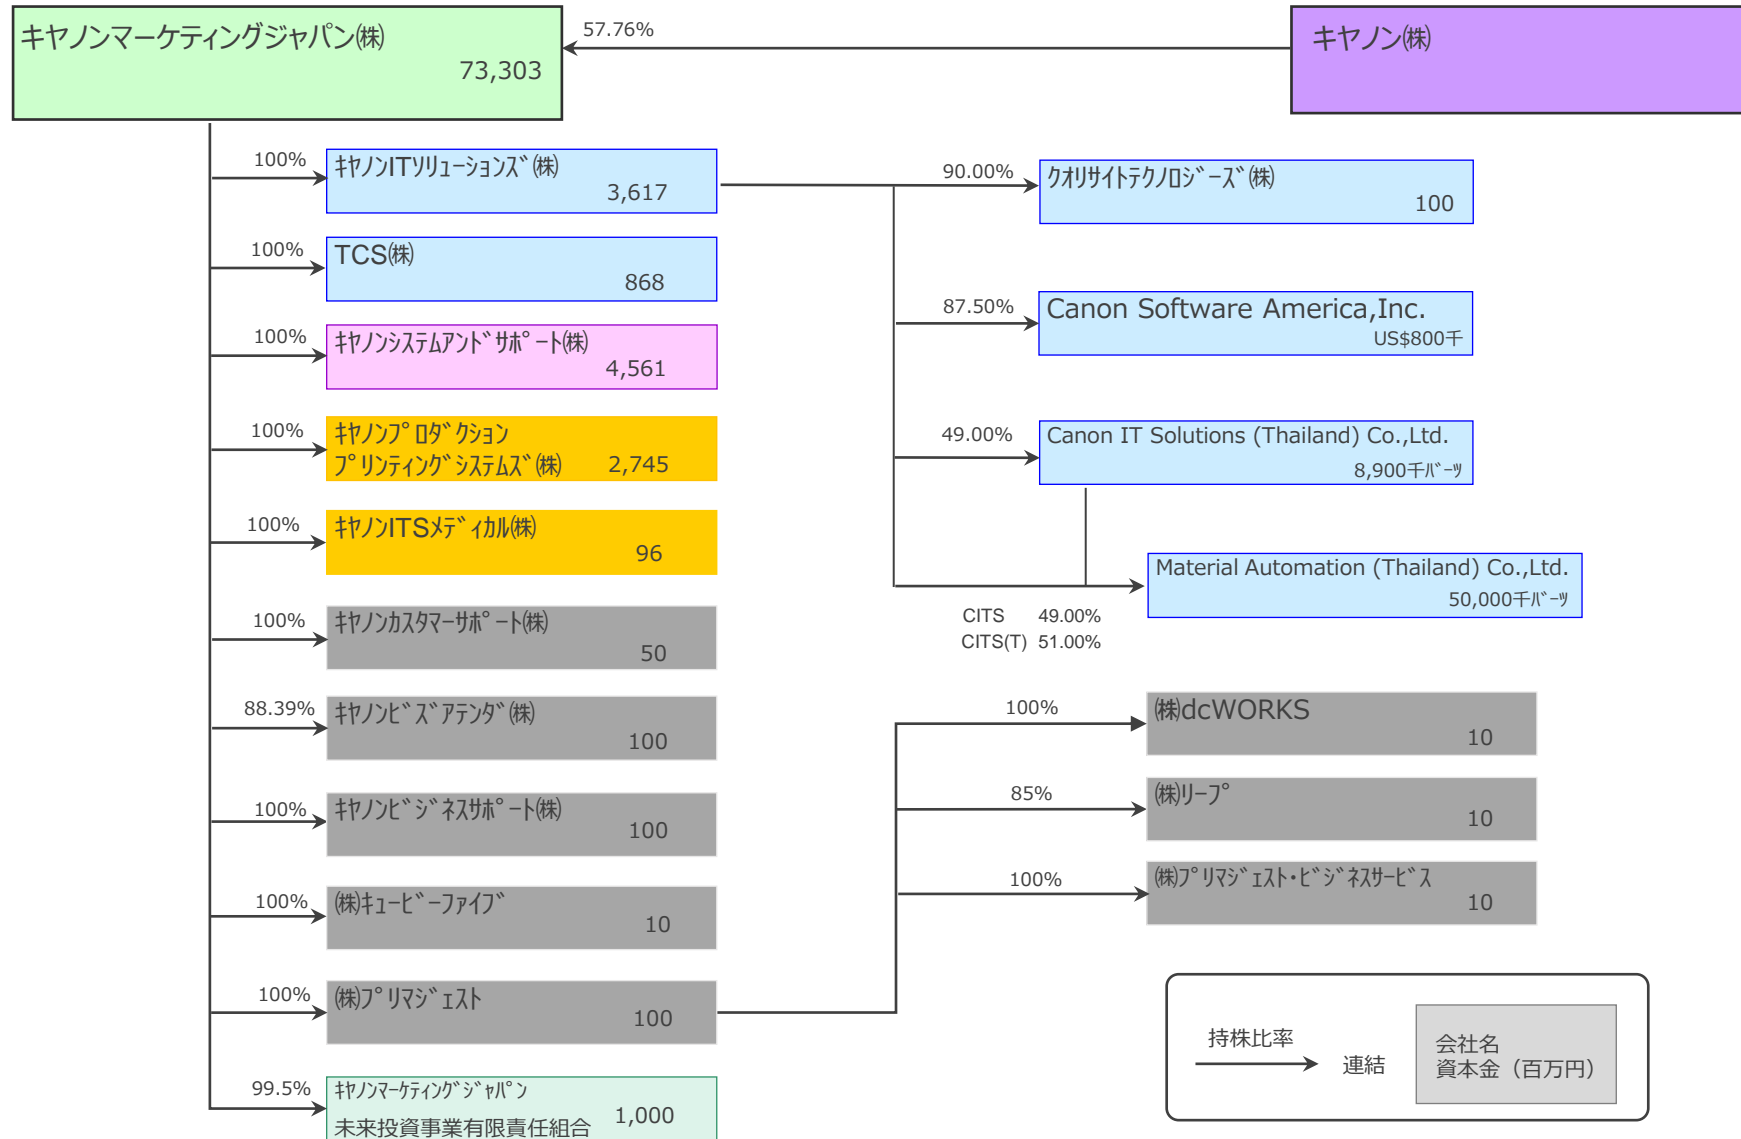 キヤノンマーケティングジャパン㈱
73,303
57.76%
キヤノン㈱
100%
ｷﾔﾉﾝITｿﾘｭｰｼｮﾝｽﾞ㈱
3,617
90.00%
ｸｵﾘｻｲﾄﾃｸﾉﾛｼﾞｰｽﾞ㈱
100
100%
TCS㈱
868
87.50%
Canon Software America,Inc.
US$800千
100%
ｷﾔﾉﾝｼｽﾃﾑｱﾝﾄﾞｻﾎﾟｰﾄ㈱
4,561
100%
ｷﾔﾉﾝﾌﾟﾛﾀﾞｸｼｮﾝ
ﾌﾟﾘﾝﾃｨﾝｸﾞｼｽﾃﾑｽﾞ㈱ 2,745
49.00%
Canon IT Solutions (Thailand) Co.,Ltd.
8,900千ﾊﾞｰﾂ
100%
ｷﾔﾉﾝITSﾒﾃﾞｨｶﾙ㈱
96
Material Automation (Thailand) Co.,Ltd.
50,000千ﾊﾞｰﾂ
CITS 49.00%
CITS(T) 51.00%
100%
ｷﾔﾉﾝｶｽﾀﾏｰｻﾎﾟｰﾄ㈱
50
88.39%
ｷﾔﾉﾝﾋﾞｽﾞｱﾃﾝﾀﾞ㈱
100
100%
㈱dcWORKS
10
100%
ｷﾔﾉﾝﾋﾞｼﾞﾈｽｻﾎﾟｰﾄ㈱
100
85%
㈱ﾘｰﾌﾟ
10
100%
㈱ｷｭｰﾋﾞｰﾌｧｲﾌﾞ
10
100%
㈱ﾌﾟﾘﾏｼﾞｪｽﾄ・ﾋﾞｼﾞﾈｽｻｰﾋﾞｽ
10
100%
㈱ﾌﾟﾘﾏｼﾞｪｽﾄ
100
99.5%
ｷﾔﾉﾝﾏｰｹﾃｨﾝｸﾞｼﾞｬﾊﾟﾝ
未来投資事業有限責任組合
1,000
持株比率
連結
会社名
資本金（百万円）